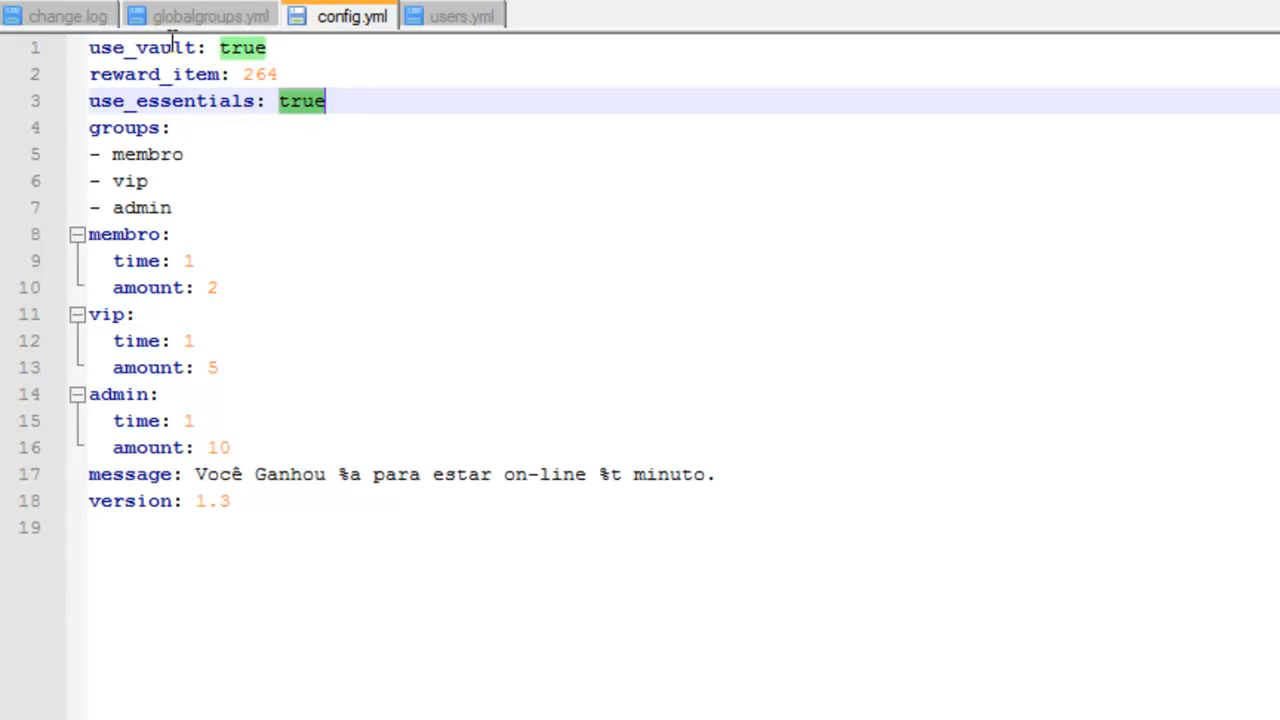 change.log globalgroups.yml config.yml users.yml
1 use_vault: true
2 reward_item: 264
3 use_essentials: true
4 groups:
5 - membro
6 - vip
7 - admin
8 membro:
9 time: 1
10 amount: 2
11 vip:
12 time: 1
13 amount: 5
14 admin:
15 time: 1
16 amount: 10
17 message: Você Ganhou %a para estar on-line %t minuto.
18 version: 1.3
19